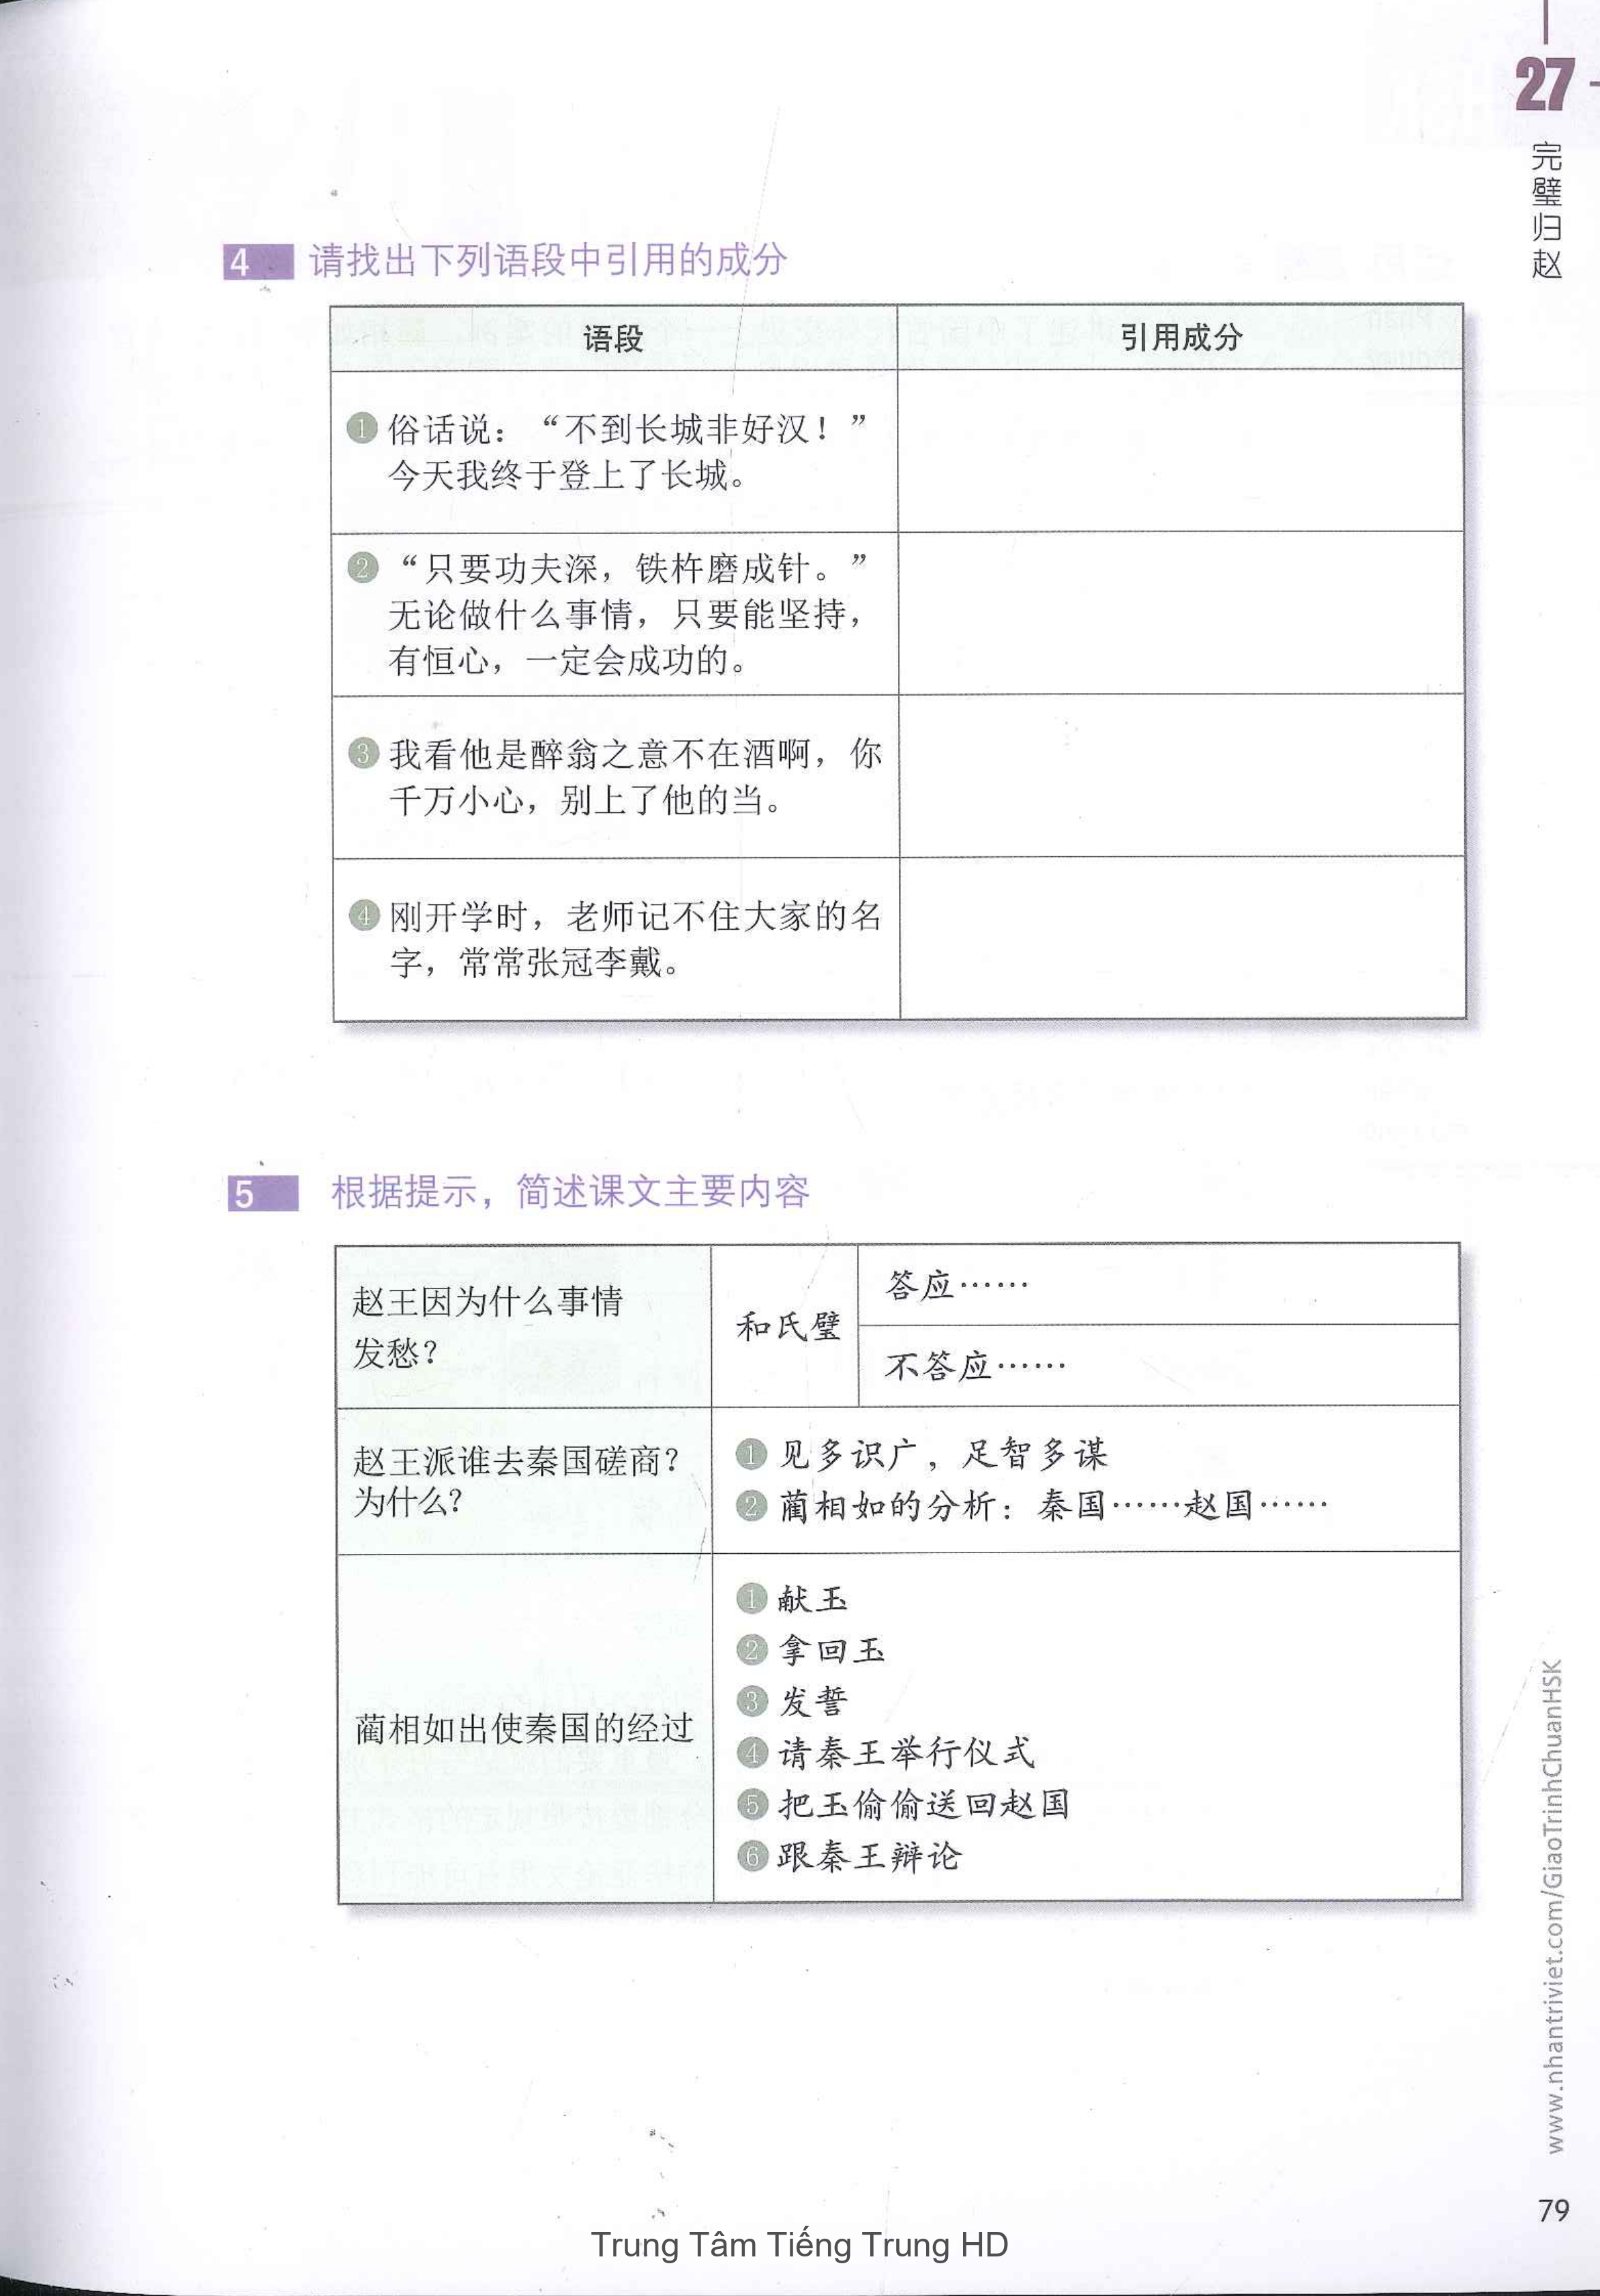 27
完璧归赵
4 请找出下列语段中引用的成分
语段 引用成分
1 俗话说：“不到长城非好汉！”
今天我终于登上了长城。
2 “只要功夫深，铁杵磨成针。”
无论做什么事情，只要能坚持，
有恒心，一定会成功的。
3 我看他是醉翁之意不在酒啊，你
千万小心，别上了他的当。
4 刚开学时，老师记不住大家的名
字，常常张冠李戴。
5 根据提示，简述课文主要内容
赵王因为什么事情
发愁？
和氏璧
答应……
不答应……
赵王派谁去秦国磋商？
为什么？
1 见多识广，足智多谋
2 蔺相如的分析：秦国……赵国……
蔺相如出使秦国的经过
1 献玉
2 拿回玉
3 发誓
4 请秦王举行仪式
5 把玉偷偷送回赵国
6 跟秦王辩论
www.nhantriviet.com/GiaoTrinhChuanHSK
79
Trung Tâm Tiếng Trung HD